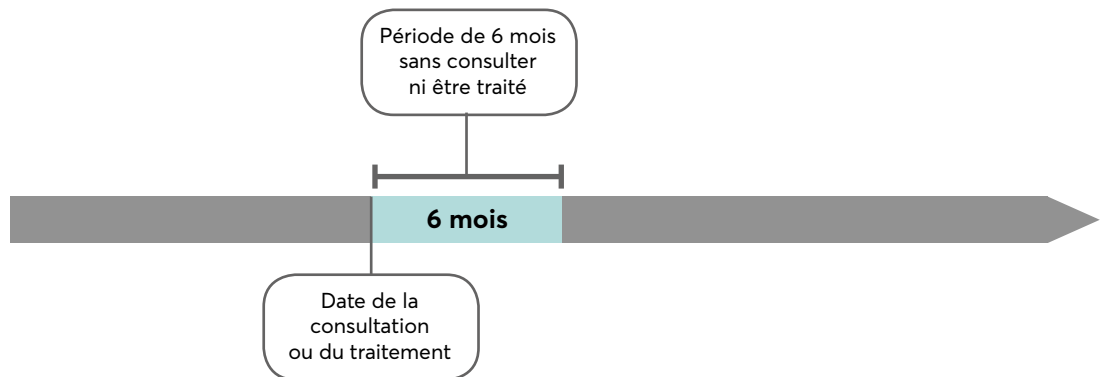 Période de 6 mois
sans consulter
ni être traité
6 mois
Date de la
consultation
ou du traitement